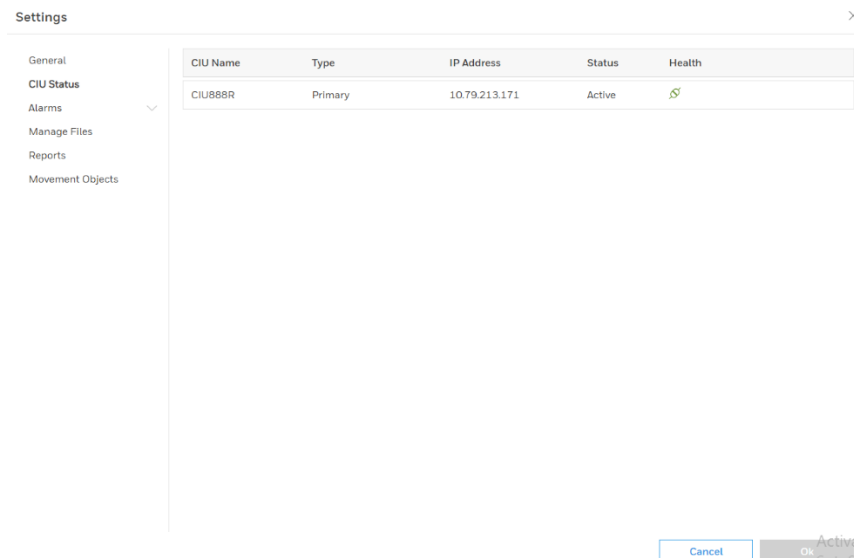 Settings
General
CIU Status
Alarms
Manage Files
Reports
Movement Objects
CIU Name Type IP Address Status Health
CIU888R Primary 10.79.213.171 Active
Cancel
Ok